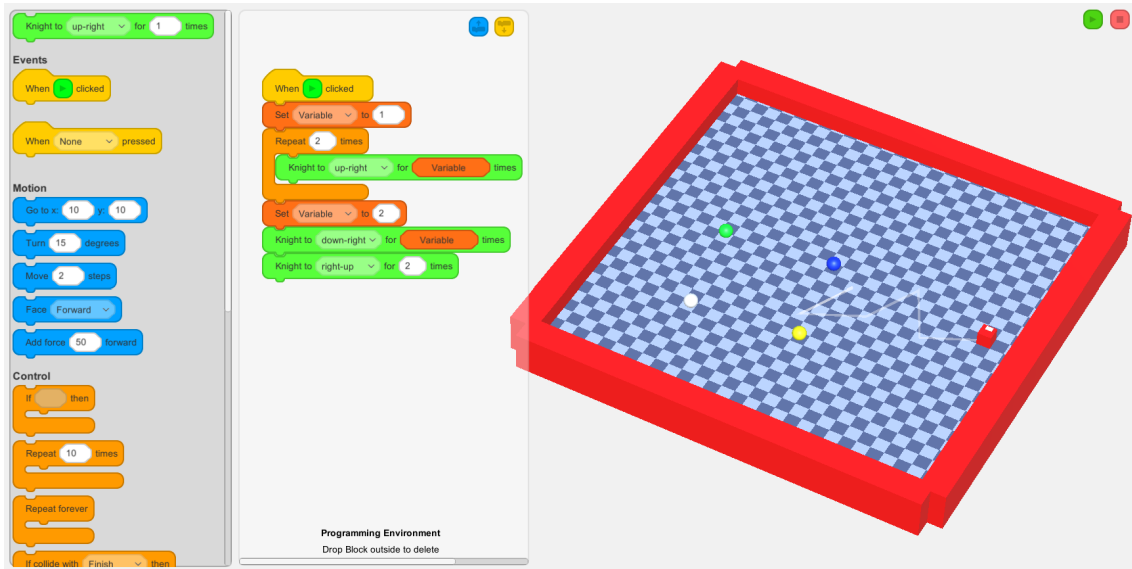 Knight to up-right for 1 times
Events
When clicked
When None pressed
Motion
Go to x: 10 y: 10
Turn 15 degrees
Move 2 steps
Face Forward
Add force 50 forward
Control
If then
Repeat 10 times
Repeat forever
If collide with Finish then
When clicked
Set Variable to 1
Repeat 2 times
Knight to up-right for Variable times
Set Variable to 2
Knight to down-right for Variable times
Knight to right-up for 2 times
Programming Environment
Drop Block outside to delete